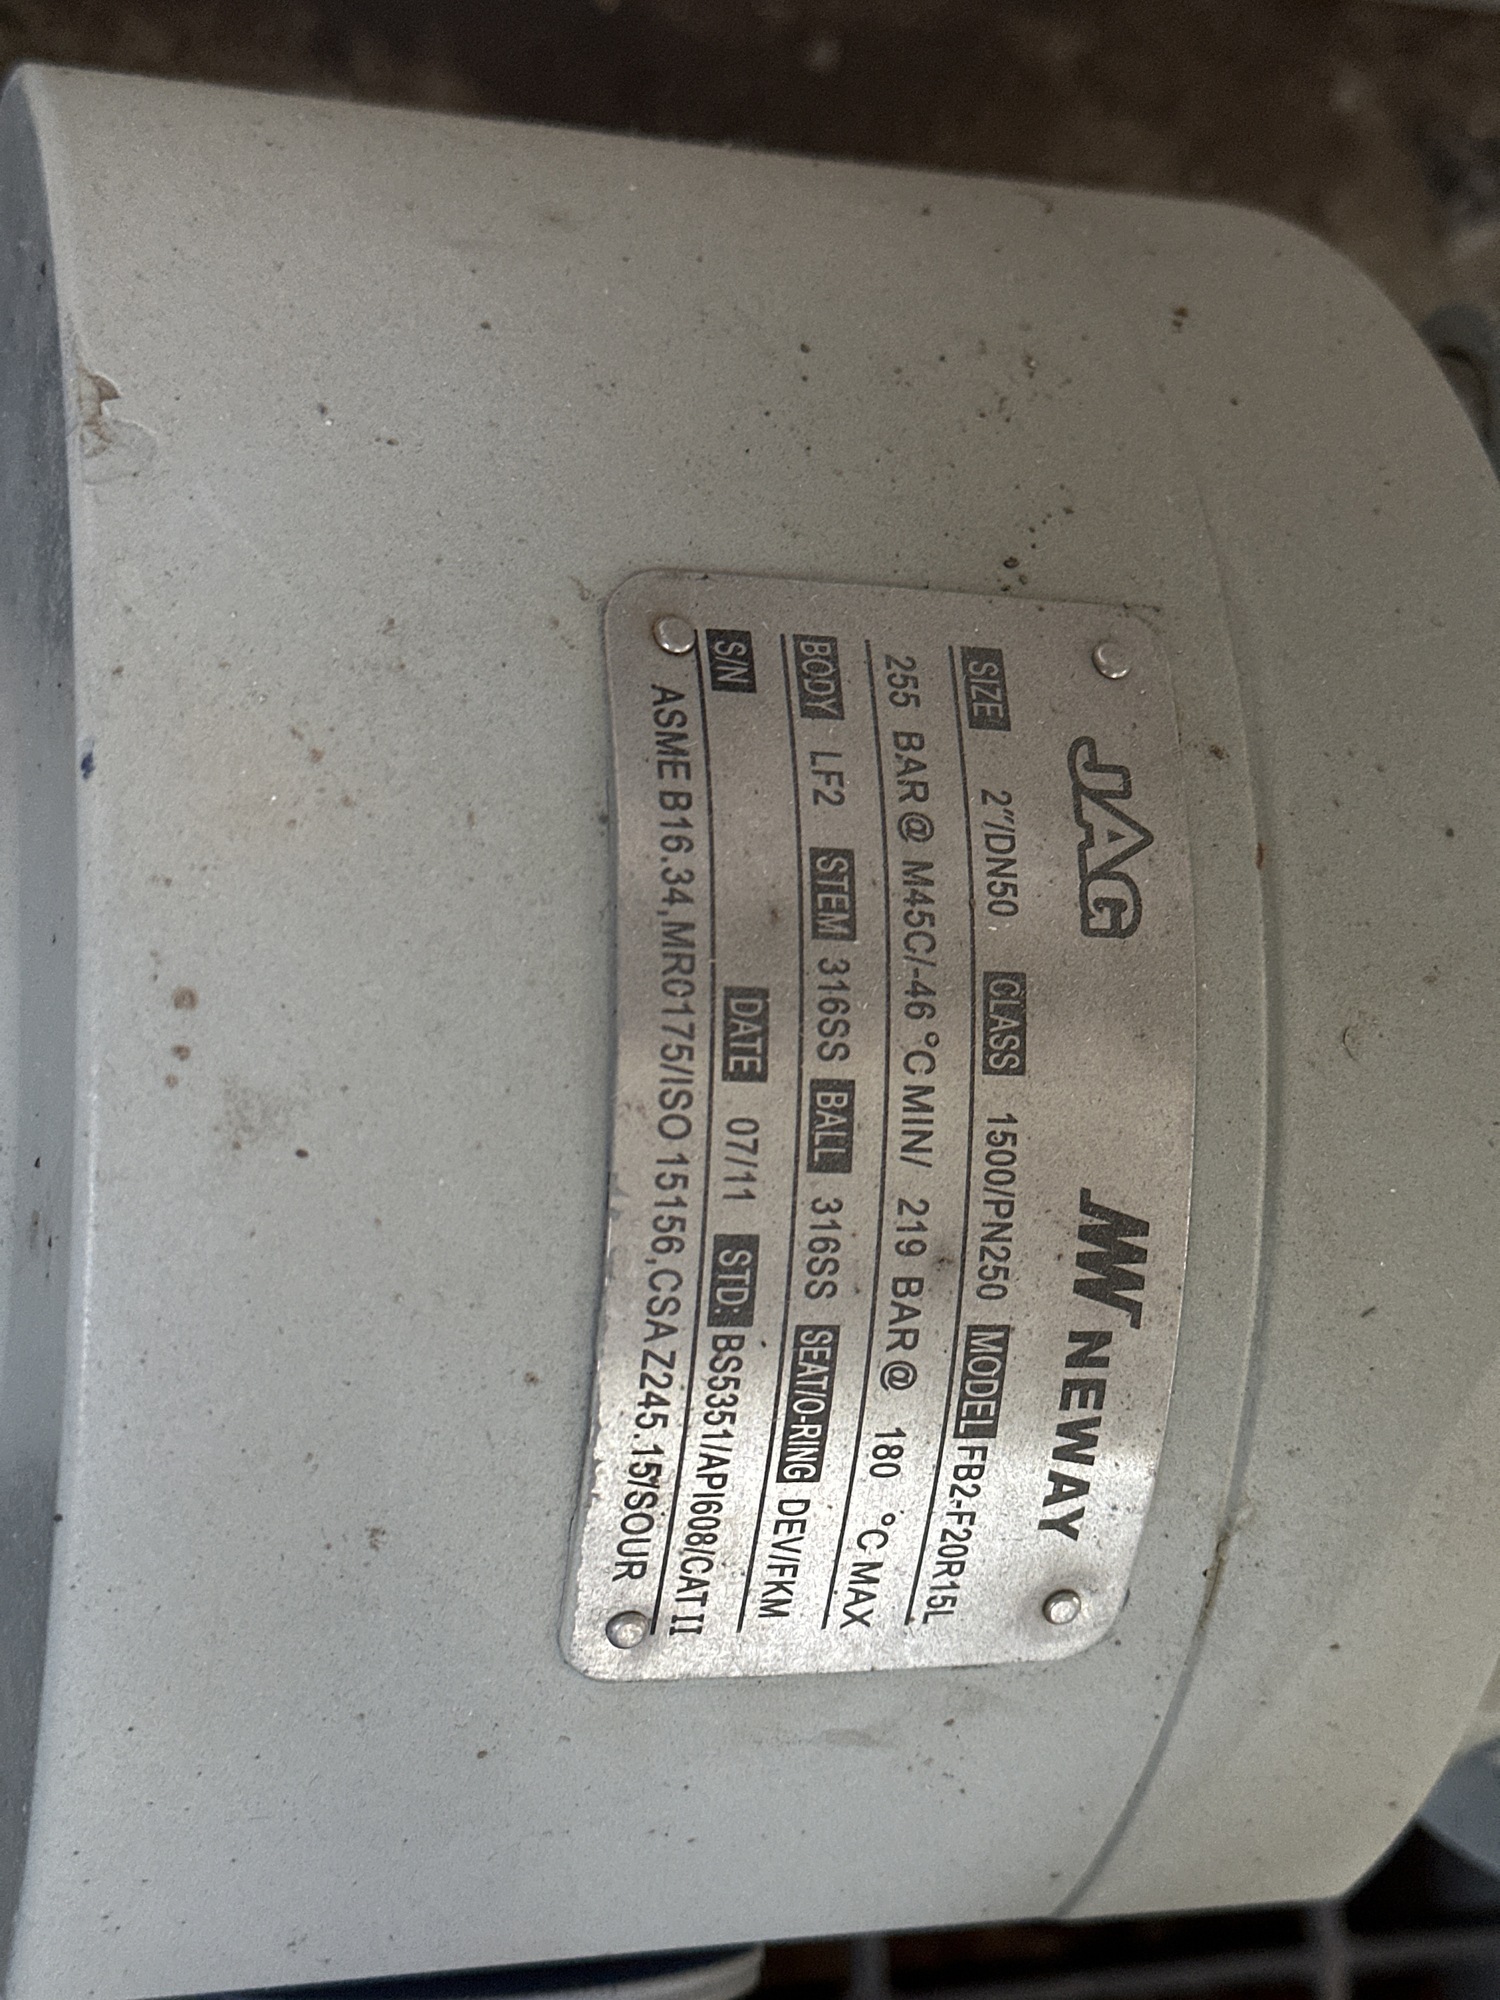 JAG NEWAY
SIZE 2"/DN50 CLASS 1500/PN250 MODEL FB2-F20R15L
255 BAR@ M45C/-46 °C MIN/ 219 BAR@ 180 °C MAX
BODY LF2 STEM 316SS BALL 316SS SEAT/O-RING DEV/FKM
S/N DATE 07/11 STD: BS5351/API608/CAT II
ASME B16.34,MR0175/ISO 15156,CSA Z245.15/SOUR